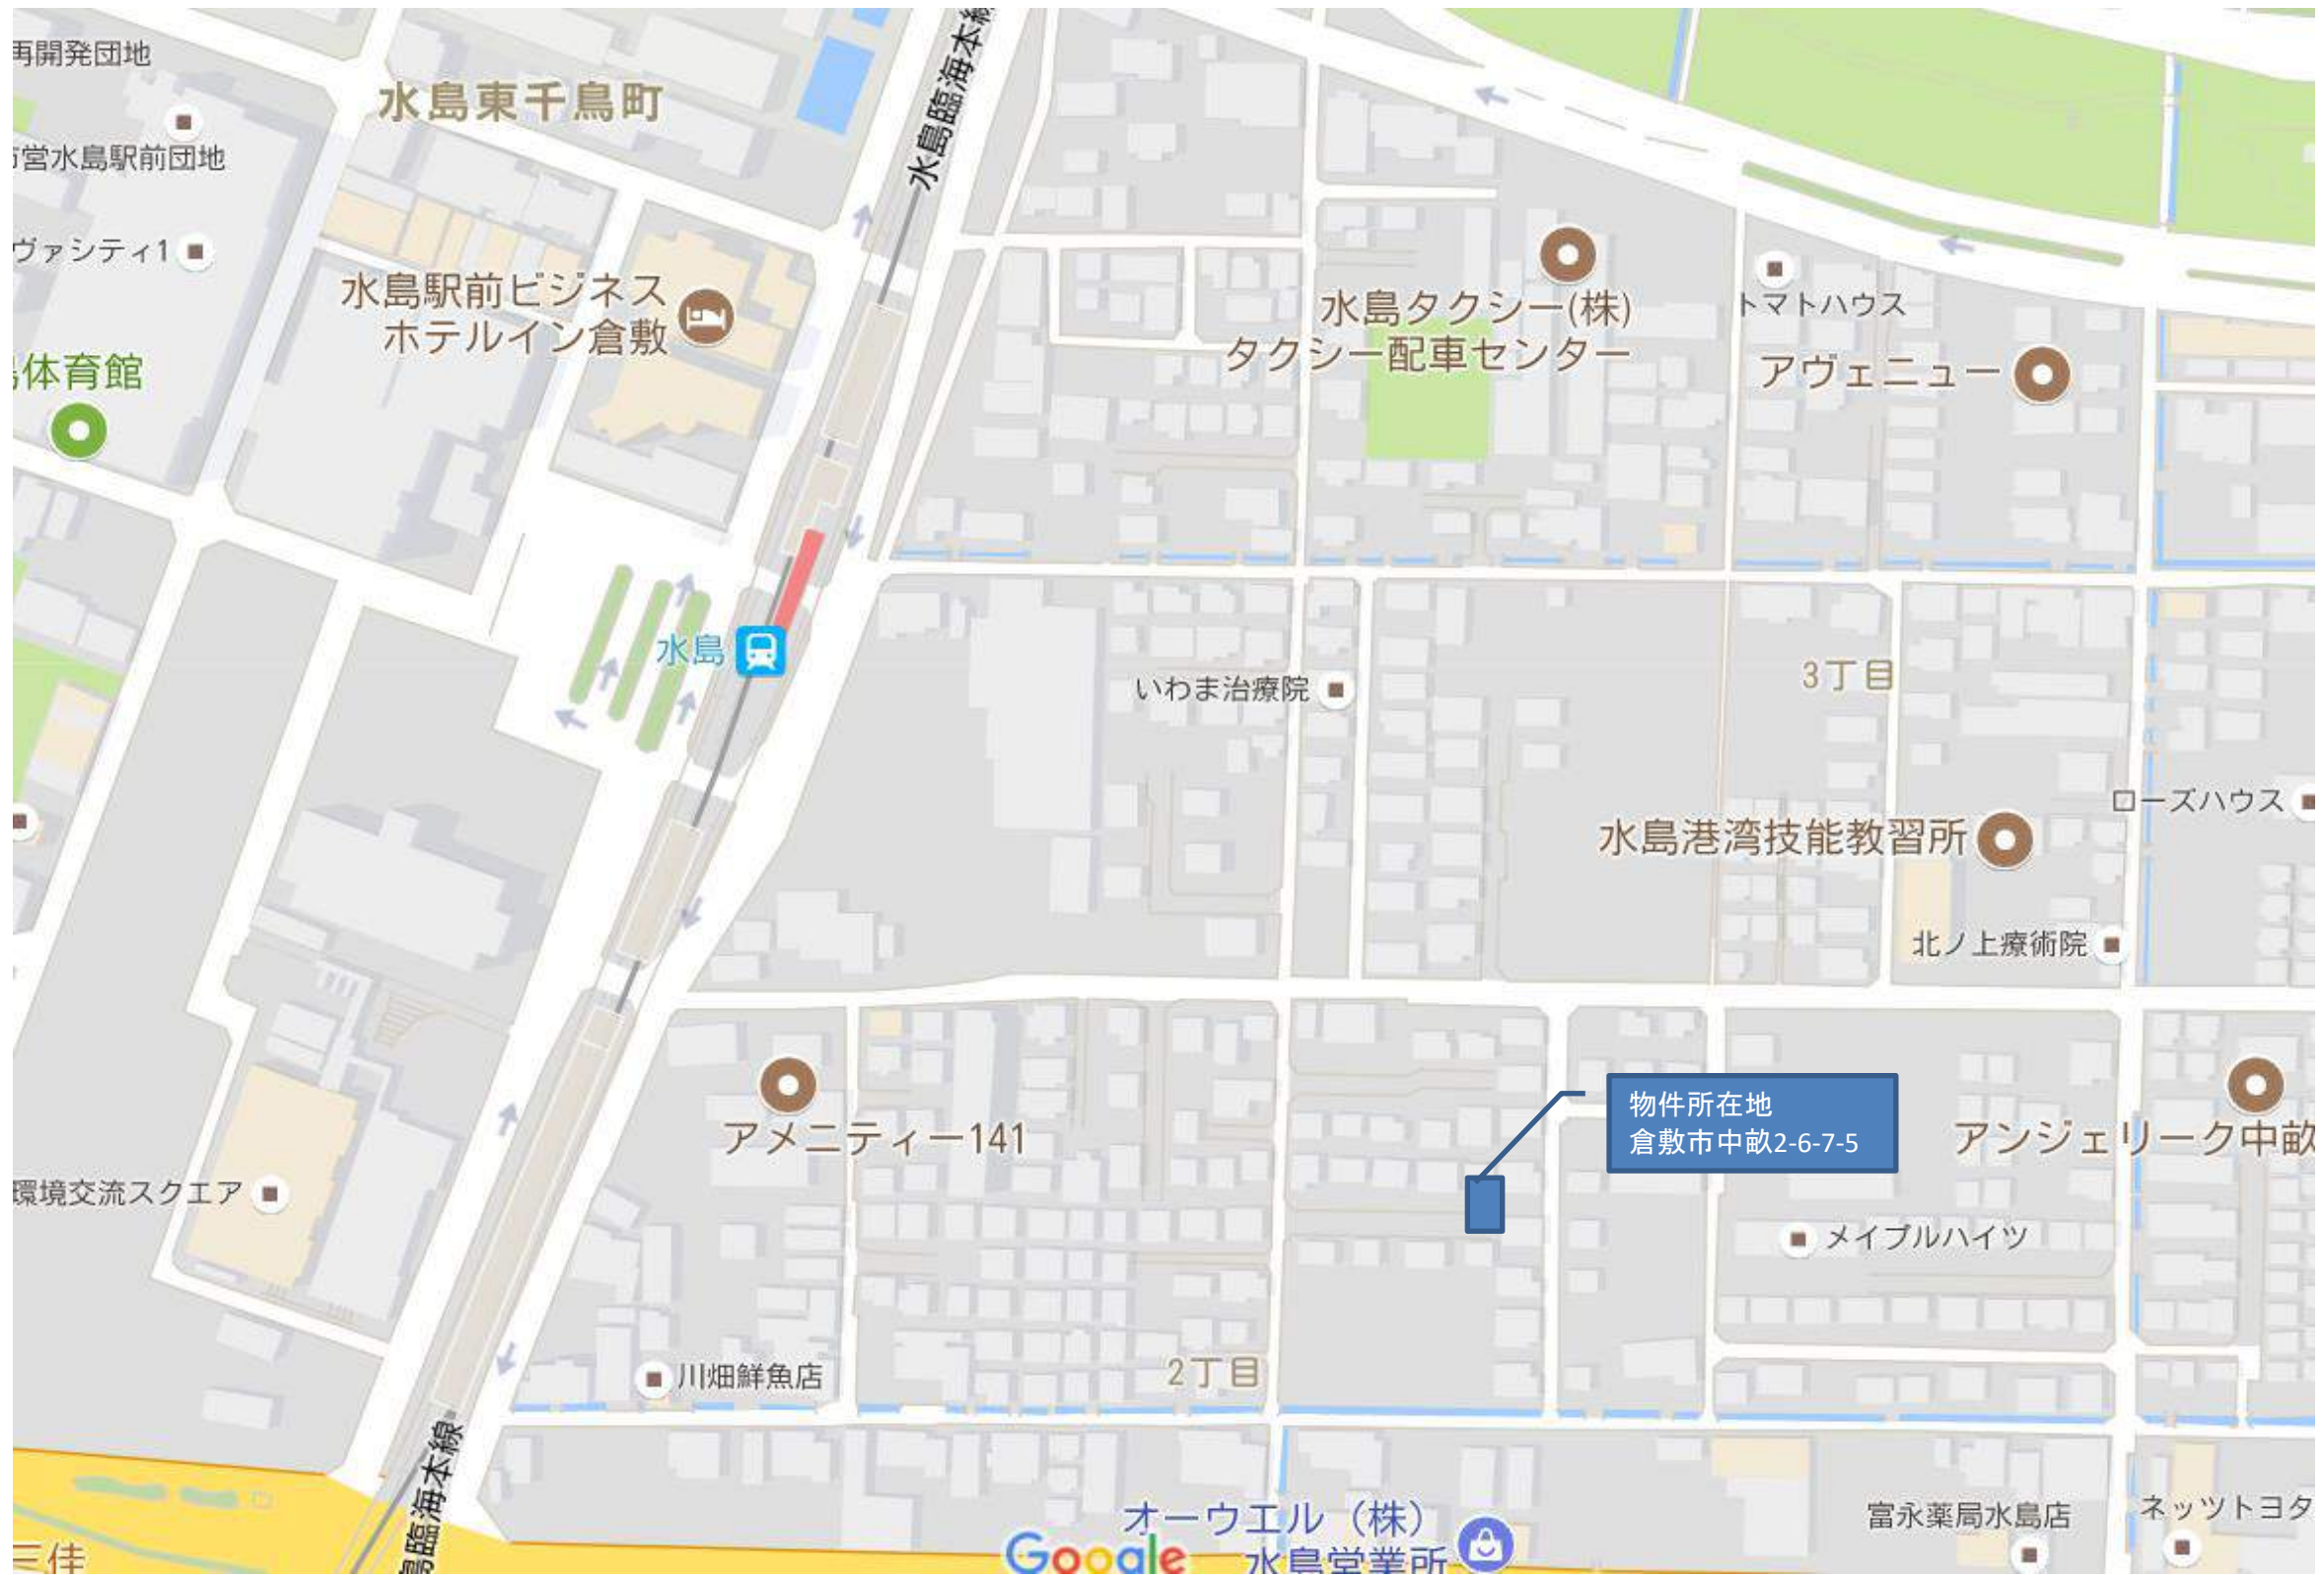 再開発団地
水島東千鳥町
水島臨海本線
市営水島駅前団地
ヴァシティ1
水島駅前ビジネス
ホテルイン倉敷
水島タクシー(株)
タクシー配車センター
トマトハウス
アヴェニュー
体育館
水島
いわま治療院
3丁目
ローズハウス
水島港湾技能教習所
北ノ上療術院
物件所在地
倉敷市中畝2-6-7-5
アメニティー141
アンジェリーク中畝
環境交流スクエア
メイプルハイツ
川畑鮮魚店
2丁目
島臨海本線
オーウエル（株）
水島営業所
Google
富永薬局水島店
ネッツトヨタ
三佳